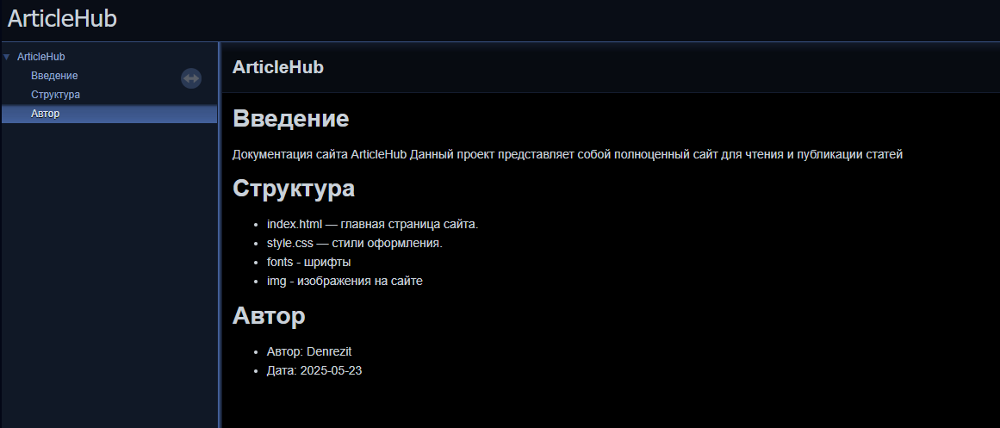 ArticleHub
ArticleHub
Введение
Структура
Автор
ArticleHub
Введение
Документация сайта ArticleHub Данный проект представляет собой полноценный сайт для чтения и публикации статей
Структура
• index.html — главная страница сайта.
• style.css — стили оформления.
• fonts - шрифты
• img - изображения на сайте
Автор
• Автор: Denrezit
• Дата: 2025-05-23